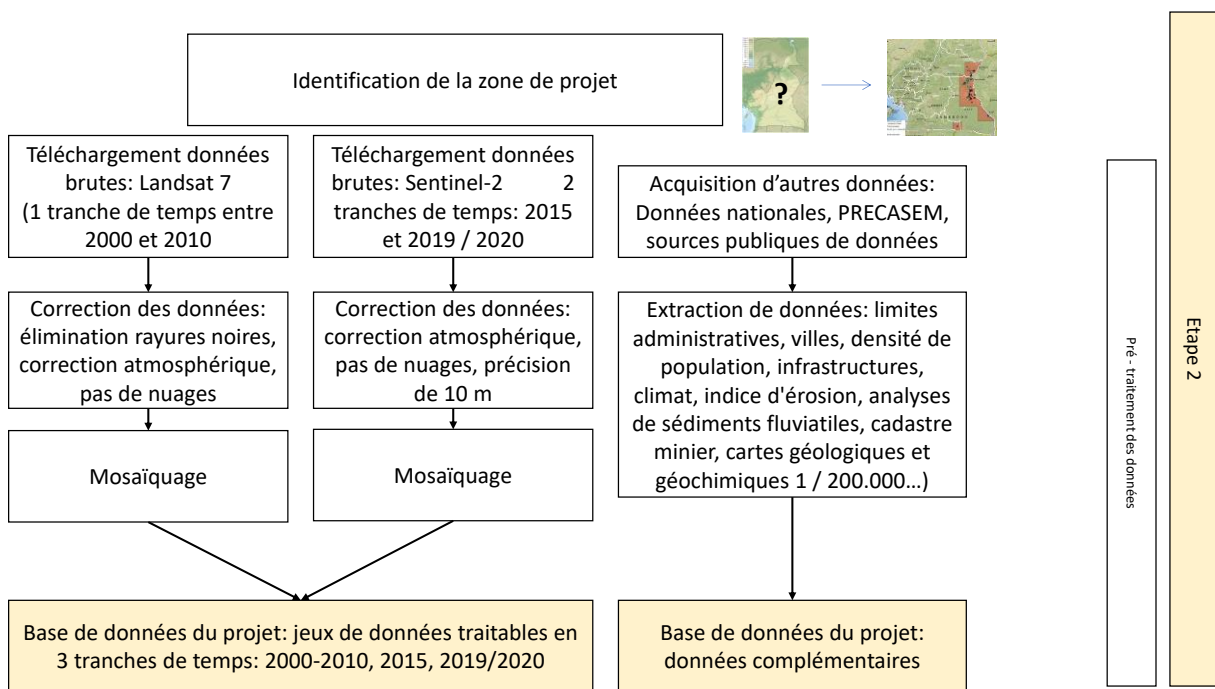 Identification de la zone de projet
?
Téléchargement données
brutes: Landsat 7
(1 tranche de temps entre
2000 et 2010
Téléchargement données
brutes: Sentinel-2 2
tranches de temps: 2015
et 2019 / 2020
Acquisition d'autres données:
Données nationales, PRECASEM,
sources publiques de données
Correction des données:
élimination rayures noires,
correction atmosphérique,
pas de nuages
Correction des données:
correction atmosphérique,
pas de nuages, précision
de 10 m
Extraction de données: limites
administratives, villes, densité de
population, infrastructures,
climat, indice d'érosion, analyses
de sédiments fluviatiles, cadastre
minier, cartes géologiques et
géochimiques 1 / 200.000…)
Mosaïquage
Mosaïquage
Base de données du projet: jeux de données traitables en
3 tranches de temps: 2000-2010, 2015, 2019/2020
Base de données du projet:
données complémentaires
Pré - traitement des données
Etape 2